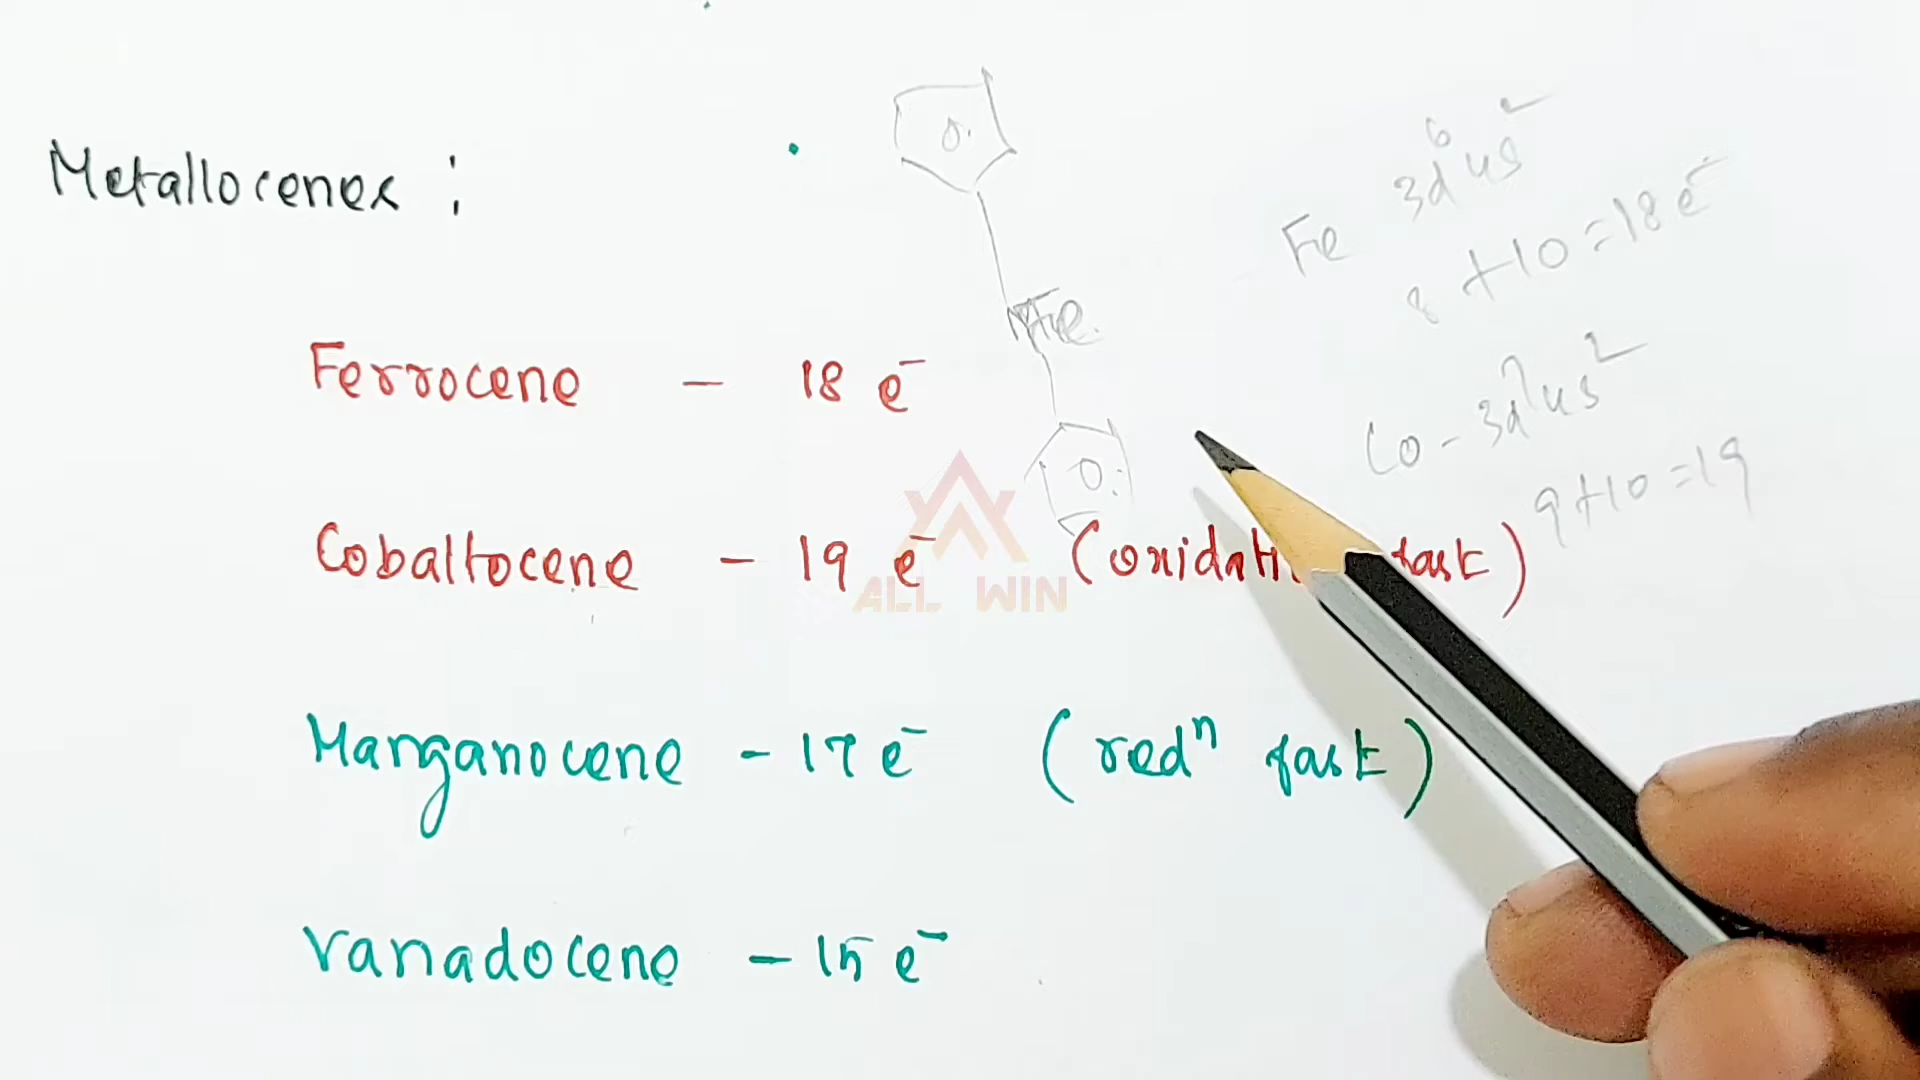 Metallocenes :
Fe 3d⁶ 4s²
8 + 10 = 18 e⁻
Fe
Ferrocene - 18 e⁻
Co - 3d⁷ 4s²
9 + 10 = 19
Cobaltocene - 19 e⁻ (oxidati fast)
ALL WIN
Manganocene - 17 e⁻ (redⁿ fast)
Vanadocene - 15 e⁻